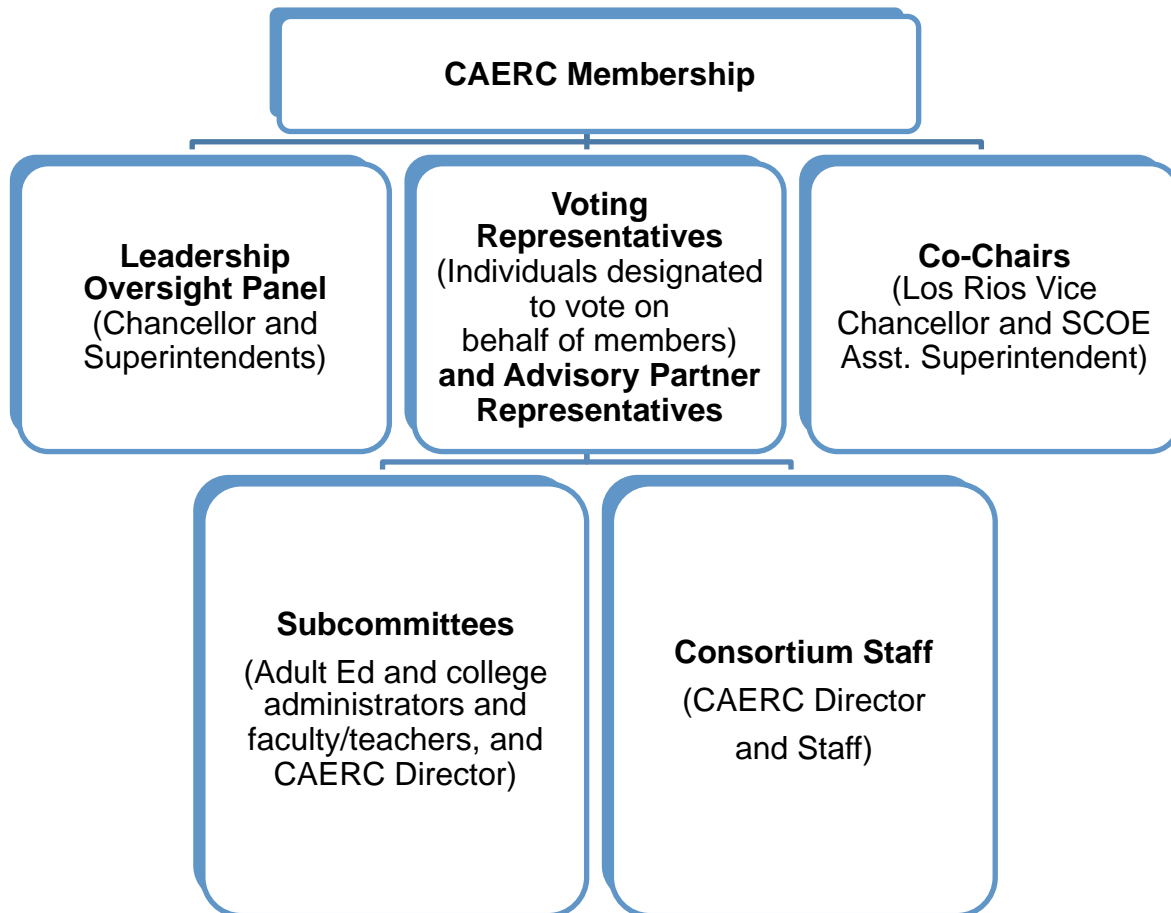 CAERC Membership
Leadership
Oversight Panel
(Chancellor and
Superintendents)
Voting
Representatives
(Individuals designated
to vote on
behalf of members)
and Advisory Partner
Representatives
Co-Chairs
(Los Rios Vice
Chancellor and SCOE
Asst. Superintendent)
Subcommittees
(Adult Ed and college
administrators and
faculty/teachers, and
CAERC Director)
Consortium Staff
(CAERC Director
and Staff)